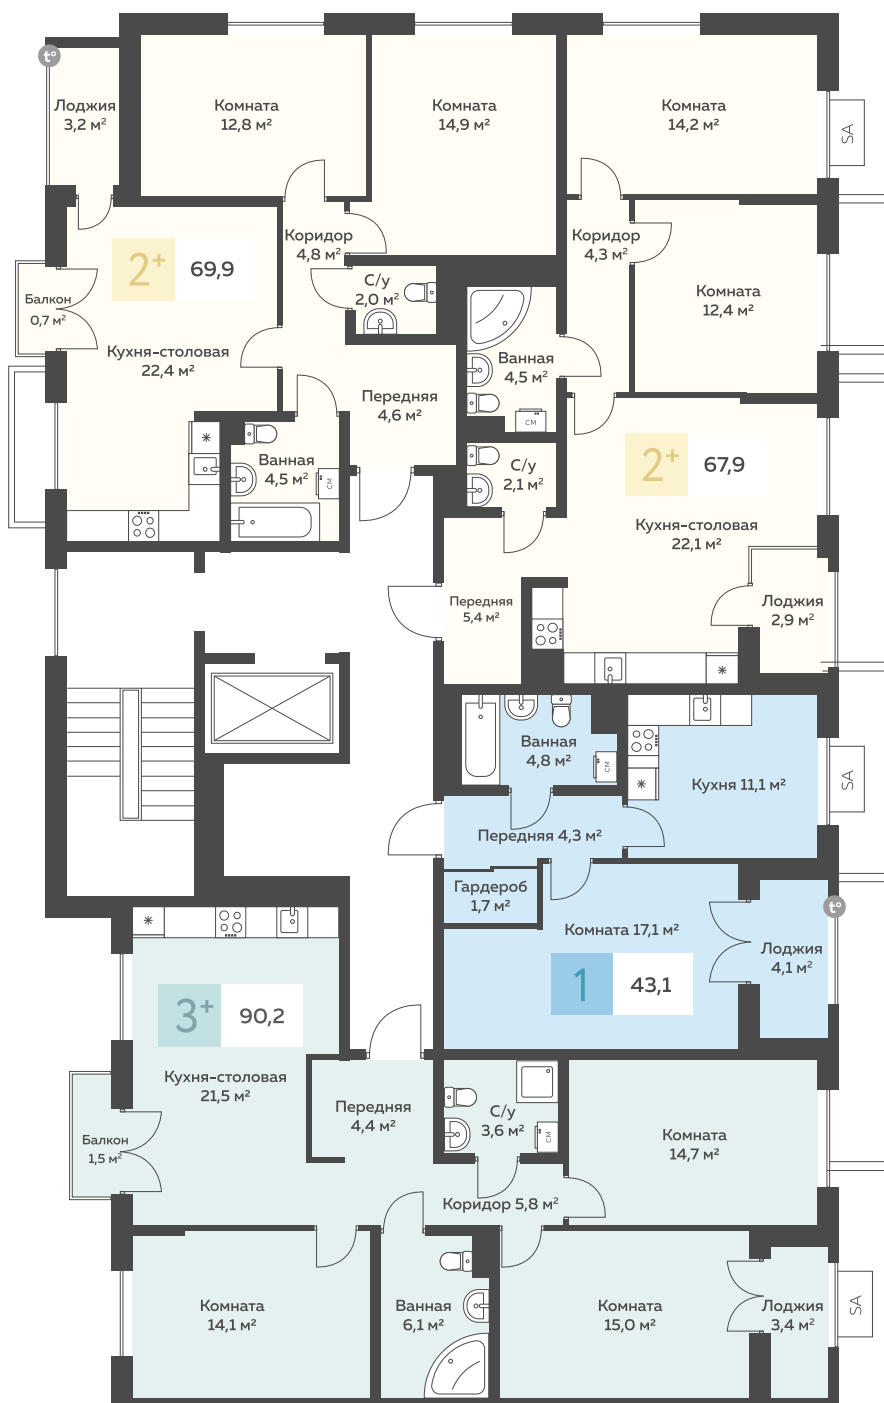 t°
Лоджия
3,2 м²
Комната
12,8 м²
Комната
14,9 м²
Комната
14,2 м²
SA
Коридор
4,8 м²
Коридор
4,3 м²
2+
69,9
С/у
2,0 м²
Комната
12,4 м²
Балкон
0,7 м²
Кухня-столовая
22,4 м²
Ванная
4,5 м²
Передняя
4,6 м²
СМ
2+
67,9
Ванная
4,5 м²
СМ
С/у
2,1 м²
Кухня-столовая
22,1 м²
Передняя
5,4 м²
Лоджия
2,9 м²
Ванная
4,8 м²
СМ
Кухня 11,1 м²
SA
Передняя 4,3 м²
Гардероб
1,7 м²
t°
Комната 17,1 м²
Лоджия
4,1 м²
1
43,1
3+
90,2
Кухня-столовая
21,5 м²
Передняя
4,4 м²
С/у
3,6 м²
СМ
Комната
14,7 м²
Балкон
1,5 м²
Коридор 5,8 м²
Комната
14,1 м²
Ванная
6,1 м²
Комната
15,0 м²
Лоджия
3,4 м²
SA